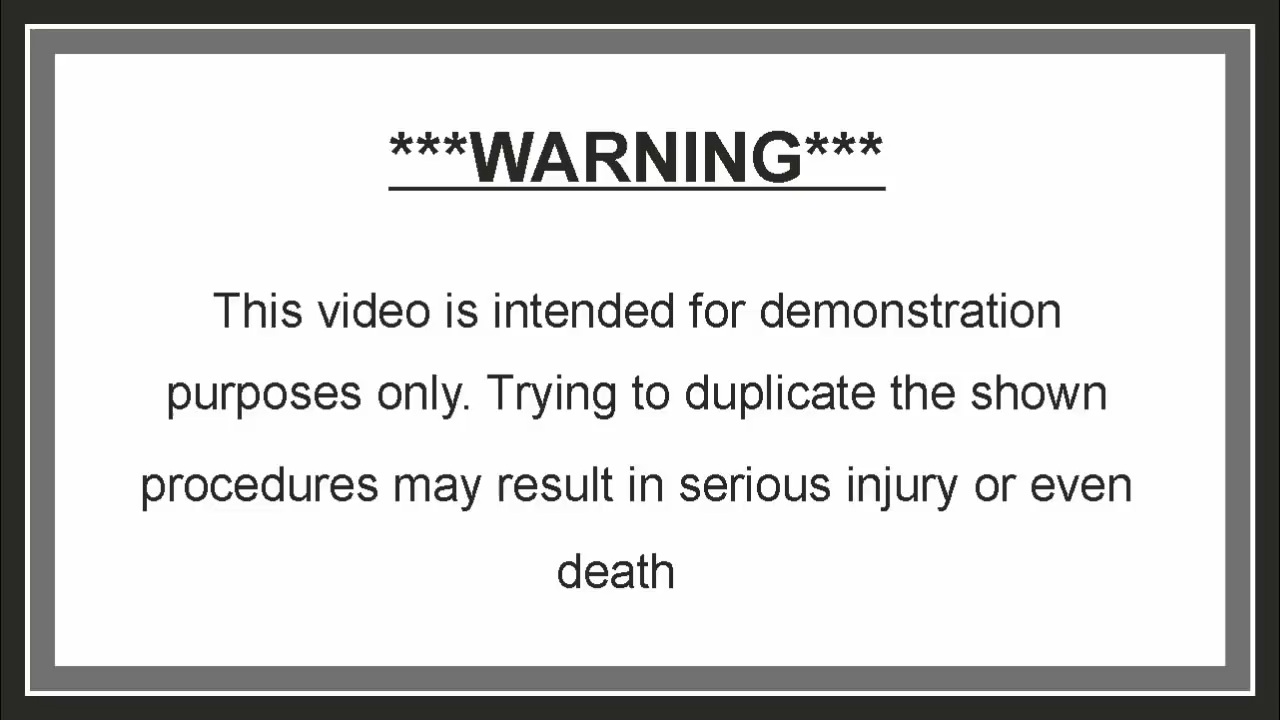 ***WARNING***
This video is intended for demonstration
purposes only. Trying to duplicate the shown
procedures may result in serious injury or even
death